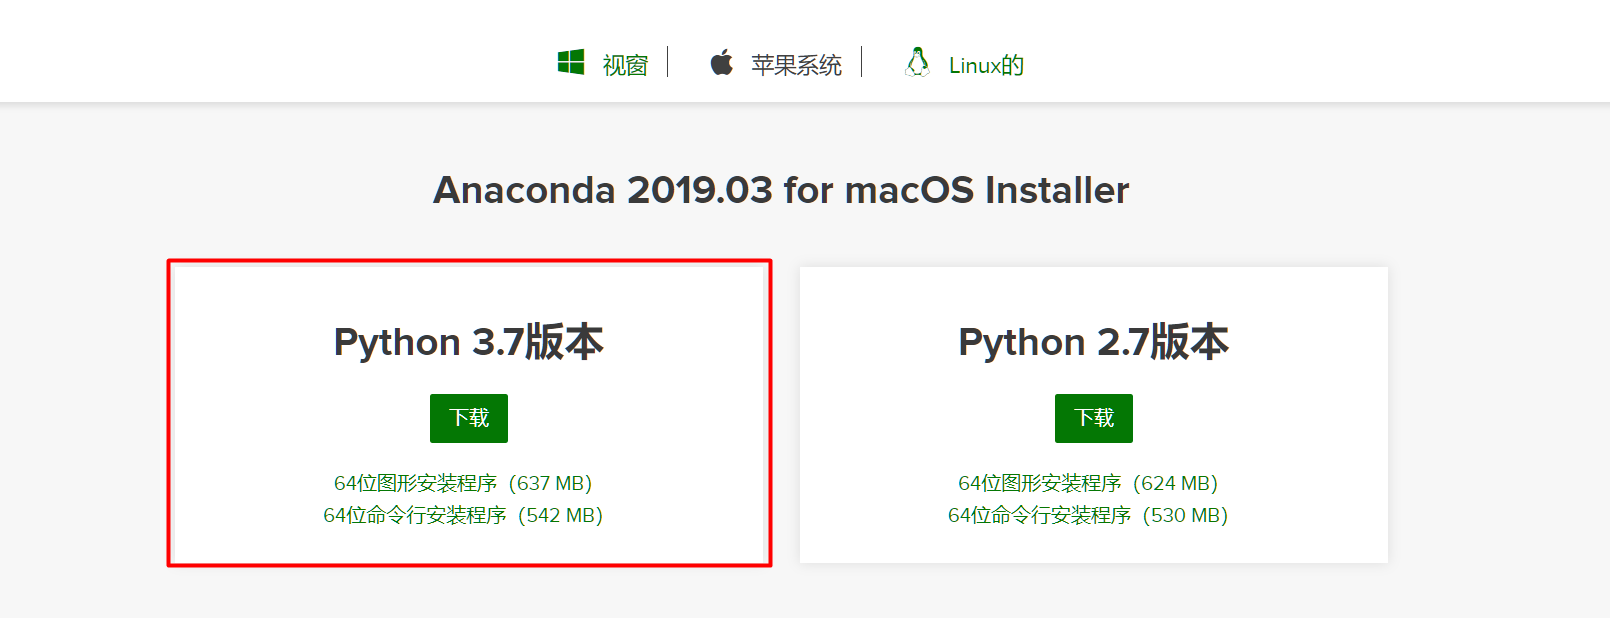 视窗 苹果系统 Linux的
Anaconda 2019.03 for macOS Installer
Python 3.7版本
下载
64位图形安装程序（637 MB）
64位命令行安装程序（542 MB）
Python 2.7版本
下载
64位图形安装程序（624 MB）
64位命令行安装程序（530 MB）